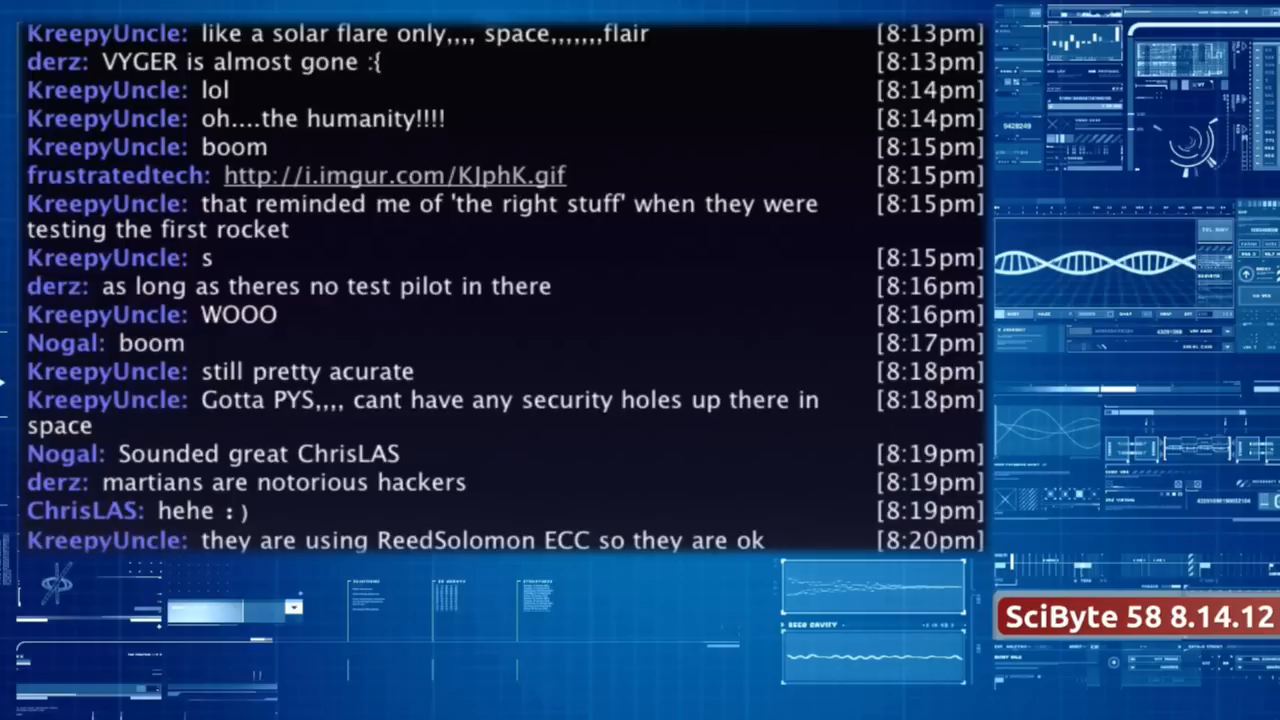 KreepyUncle: like a solar flare only,,,, space,,,,,,,flair [8:13pm]
derz: VYGER is almost gone :{ [8:13pm]
KreepyUncle: lol [8:14pm]
KreepyUncle: oh....the humanity!!!! [8:14pm]
KreepyUncle: boom [8:15pm]
frustratedtech: http://i.imgur.com/KJphK.gif [8:15pm]
KreepyUncle: that reminded me of 'the right stuff' when they were [8:15pm]
testing the first rocket
KreepyUncle: s [8:15pm]
derz: as long as theres no test pilot in there [8:16pm]
KreepyUncle: WOOO [8:16pm]
Nogal: boom [8:17pm]
KreepyUncle: still pretty acurate [8:18pm]
KreepyUncle: Gotta PYS,,,, cant have any security holes up there in [8:18pm]
space
Nogal: Sounded great ChrisLAS [8:19pm]
derz: martians are notorious hackers [8:19pm]
ChrisLAS: hehe :) [8:19pm]
KreepyUncle: they are using ReedSolomon ECC so they are ok [8:20pm]
SciByte 58 8.14.12